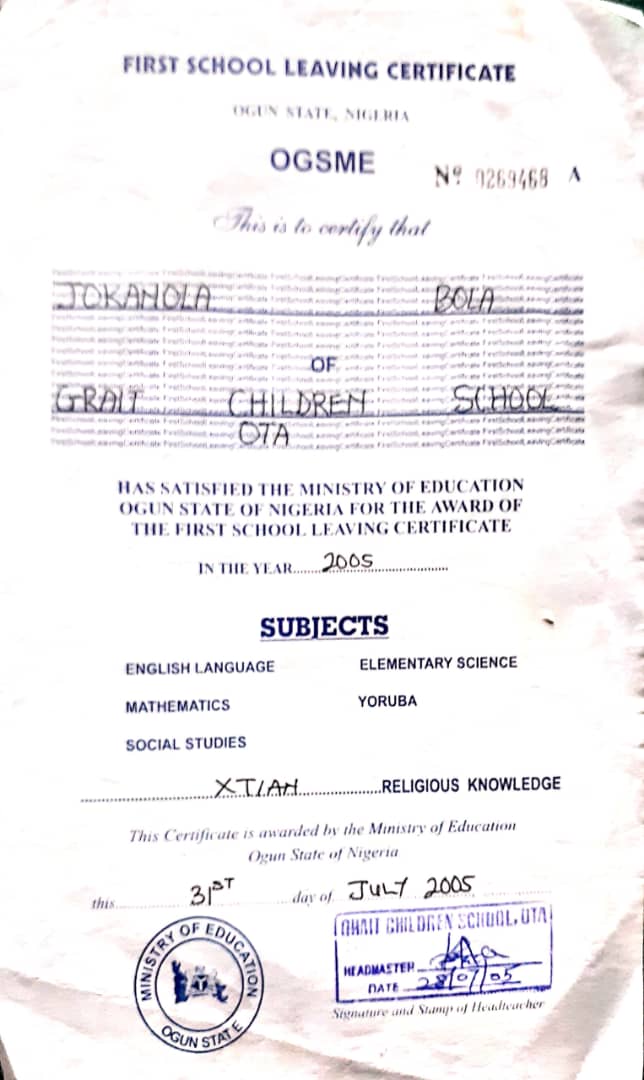 FIRST SCHOOL LEAVING CERTIFICATE
OGUN STATE, NIGERIA
OGSME
Nº 0269468 A
This is to certify that
JOKANOLA BOLA
OF
GRAIT CHILDREN SCHOOL
OTA
HAS SATISFIED THE MINISTRY OF EDUCATION
OGUN STATE OF NIGERIA FOR THE AWARD OF
THE FIRST SCHOOL LEAVING CERTIFICATE
IN THE YEAR........2005....................
SUBJECTS
ENGLISH LANGUAGE ELEMENTARY SCIENCE
MATHEMATICS YORUBA
SOCIAL STUDIES
XTIAN RELIGIOUS KNOWLEDGE
This Certificate is awarded by the Ministry of Education
Ogun State of Nigeria
this 31ST day of JULY 2005
MINISTRY OF EDUCATION
OGUN STATE
GRAIT CHILDREN SCHOOL, OTA
HEADMASTER
DATE 28/07/05
Signature and Stamp of Headteacher